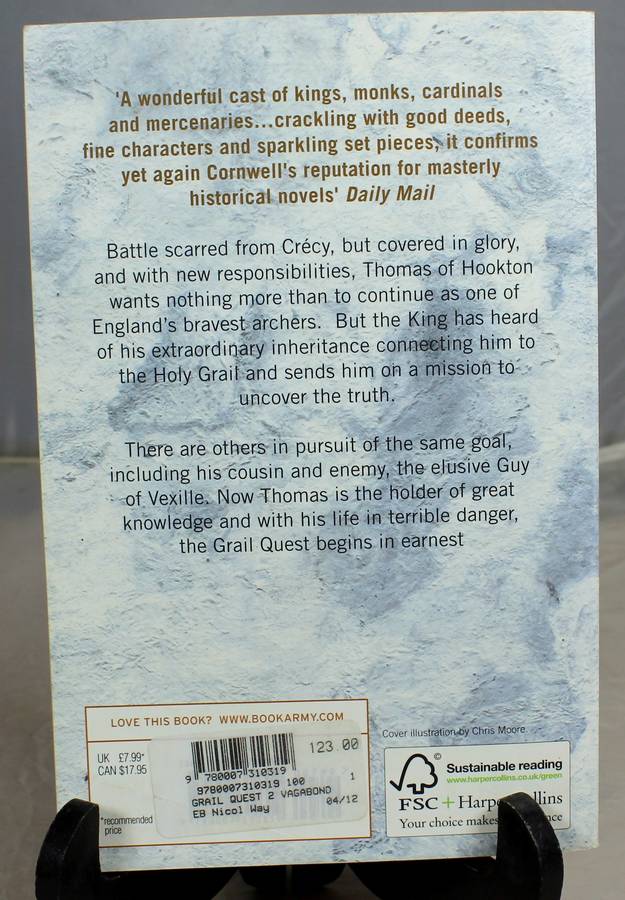 'A wonderful cast of kings, monks, cardinals
and mercenaries...crackling with good deeds,
fine characters and sparkling set pieces, it confirms
yet again Cornwell's reputation for masterly
historical novels' Daily Mail
Battle scarred from Crécy, but covered in glory,
and with new responsibilities, Thomas of Hookton
wants nothing more than to continue as one of
England's bravest archers. But the King has heard
of his extraordinary inheritance connecting him to
the Holy Grail and sends him on a mission to
uncover the truth.
There are others in pursuit of the same goal,
including his cousin and enemy, the elusive Guy
of Vexille. Now Thomas is the holder of great
knowledge and with his life in terrible danger,
the Grail Quest begins in earnest
LOVE THIS BOOK? WWW.BOOKARMY.COM
UK £7.99*
CAN $17.95
*recommended
price
123.00
9 780007 310319
9780007310319 100 1
GRAIL QUEST 2 VAGABOND
04/12
EB Nicol Way
Cover illustration by Chris Moore
©
Sustainable reading
www.harpercollins.co.uk/green
FSC + Harp llins
Your choice makes nce